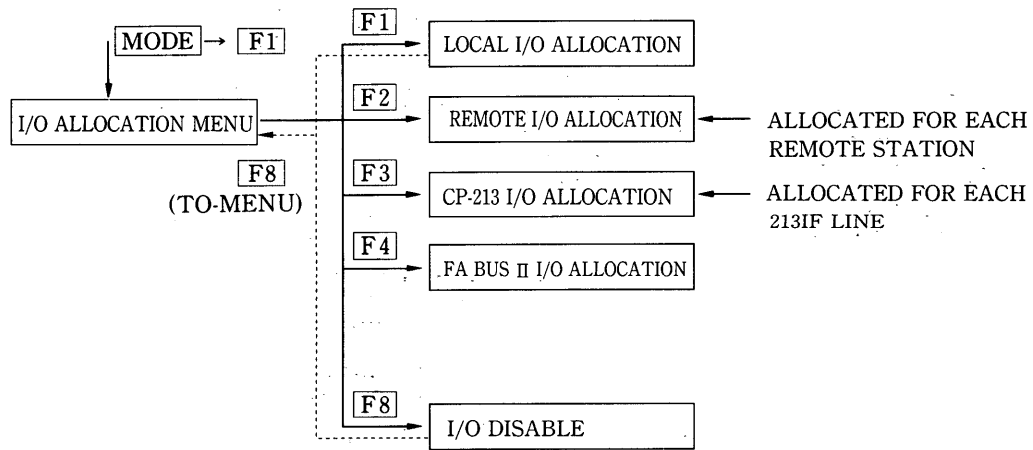 MODE → F1
I/O ALLOCATION MENU
F8
(TO-MENU)
F1
LOCAL I/O ALLOCATION
F2
REMOTE I/O ALLOCATION
ALLOCATED FOR EACH
REMOTE STATION
F3
CP-213 I/O ALLOCATION
ALLOCATED FOR EACH
213IF LINE
F4
FA BUS II I/O ALLOCATION
F8
I/O DISABLE